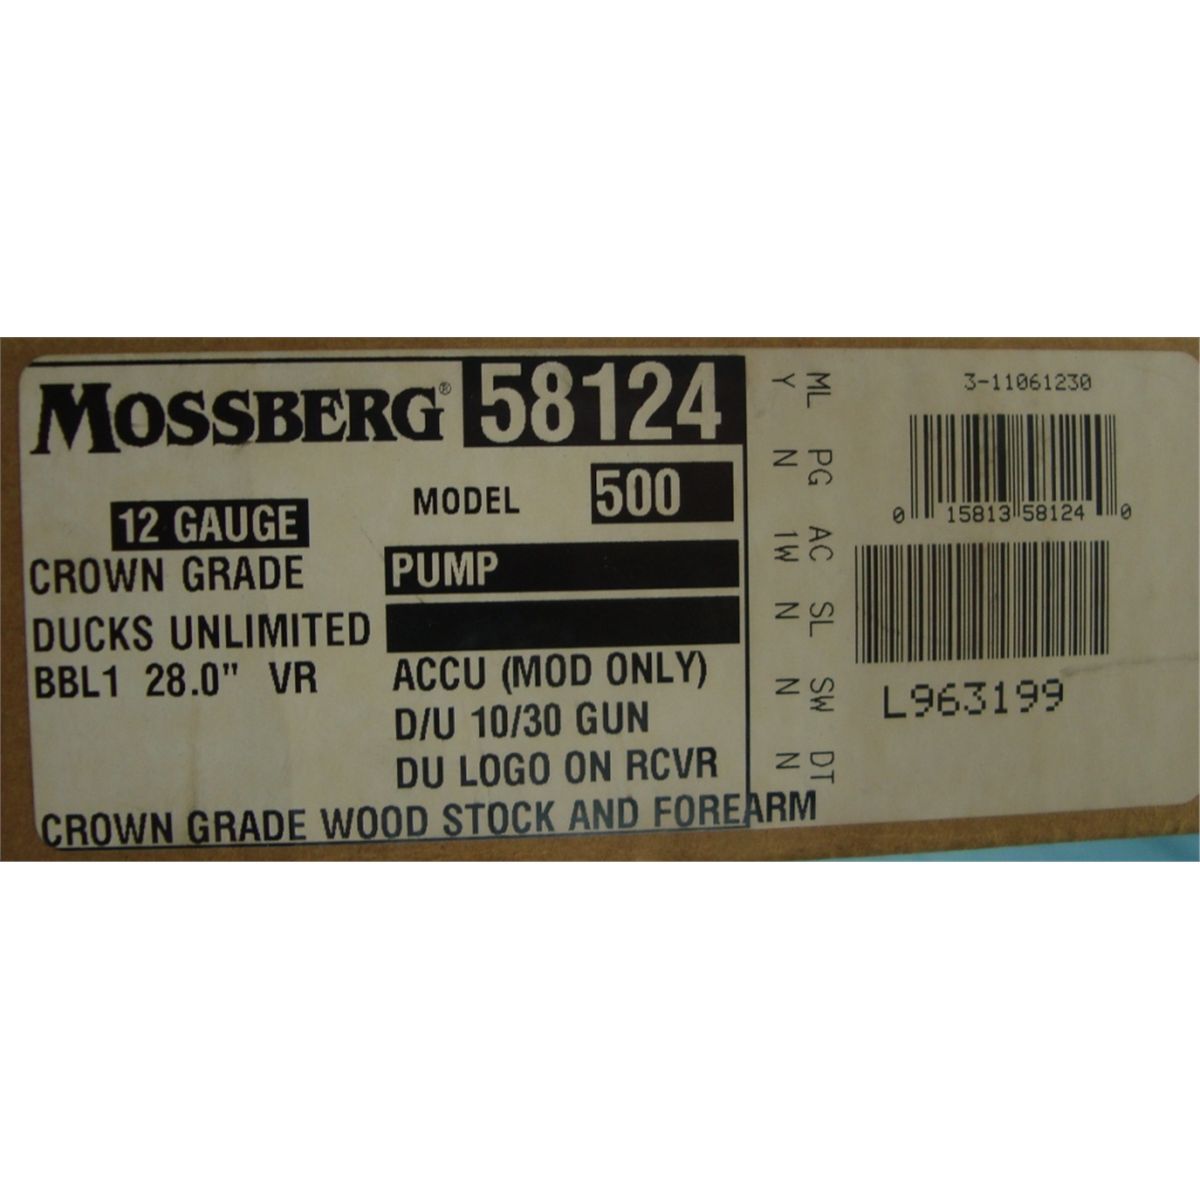 MOSSBERG® 58124
MODEL 500
12 GAUGE
CROWN GRADE PUMP
DUCKS UNLIMITED
BBL1 28.0" VR ACCU (MOD ONLY)
D/U 10/30 GUN
DU LOGO ON RCVR
CROWN GRADE WOOD STOCK AND FOREARM
ML PG AC SL SW DT
Y N 1W N N N
3-11061230
0 15813 58124 0
L963199